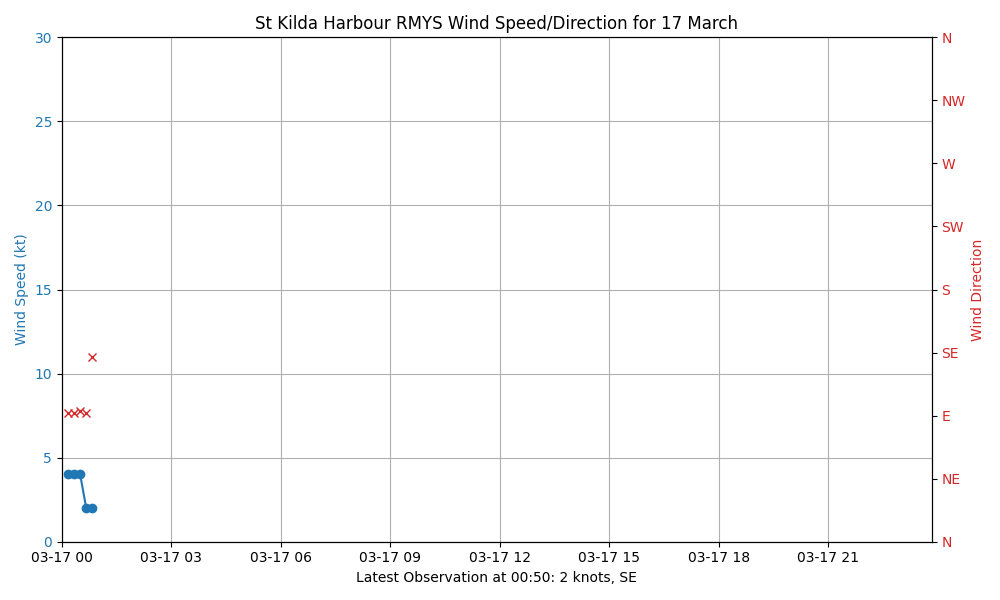 St Kilda Harbour RMYS Wind Speed/Direction for 17 March
Wind Speed (kt)
30
25
20
15
10
5
0
N
NW
W
SW
S
SE
E
NE
N
Wind Direction
03-17 00 03-17 03 03-17 06 03-17 09 03-17 12 03-17 15 03-17 18 03-17 21
Latest Observation at 00:50: 2 knots, SE